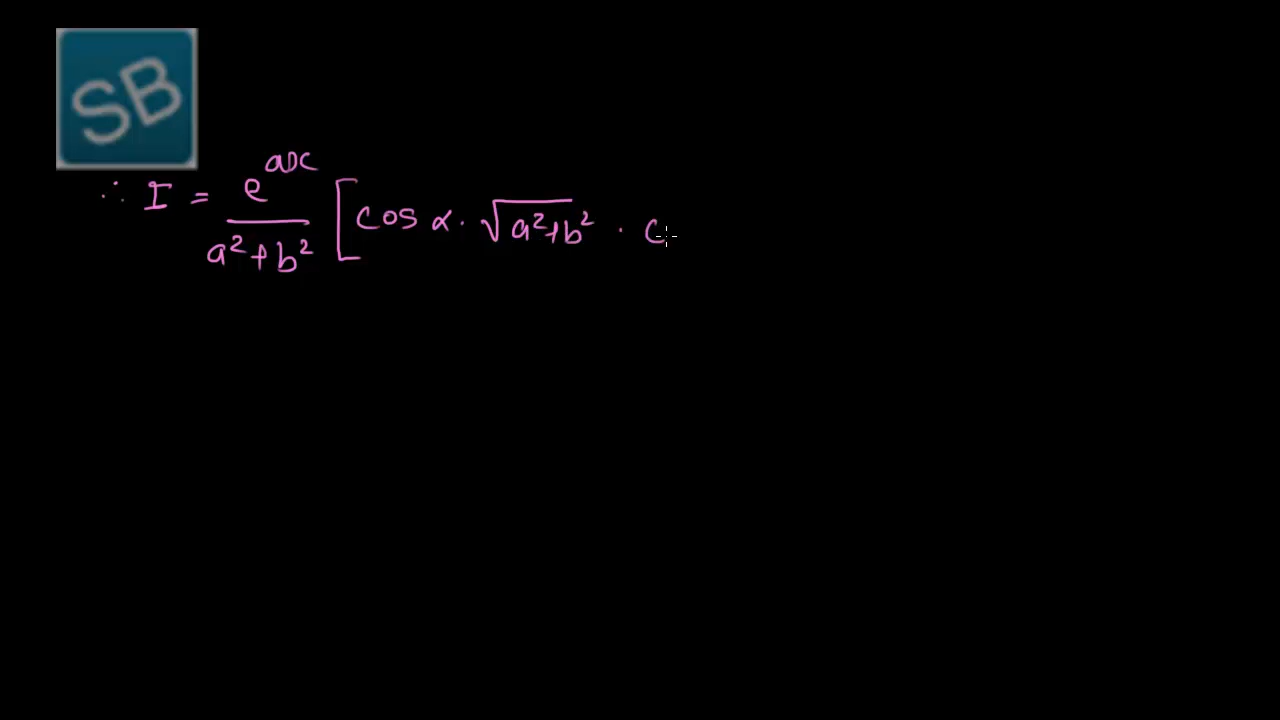 SB
∴ I = e^{ax} / (a² + b²) [ cos α · √(a²+b²) · c